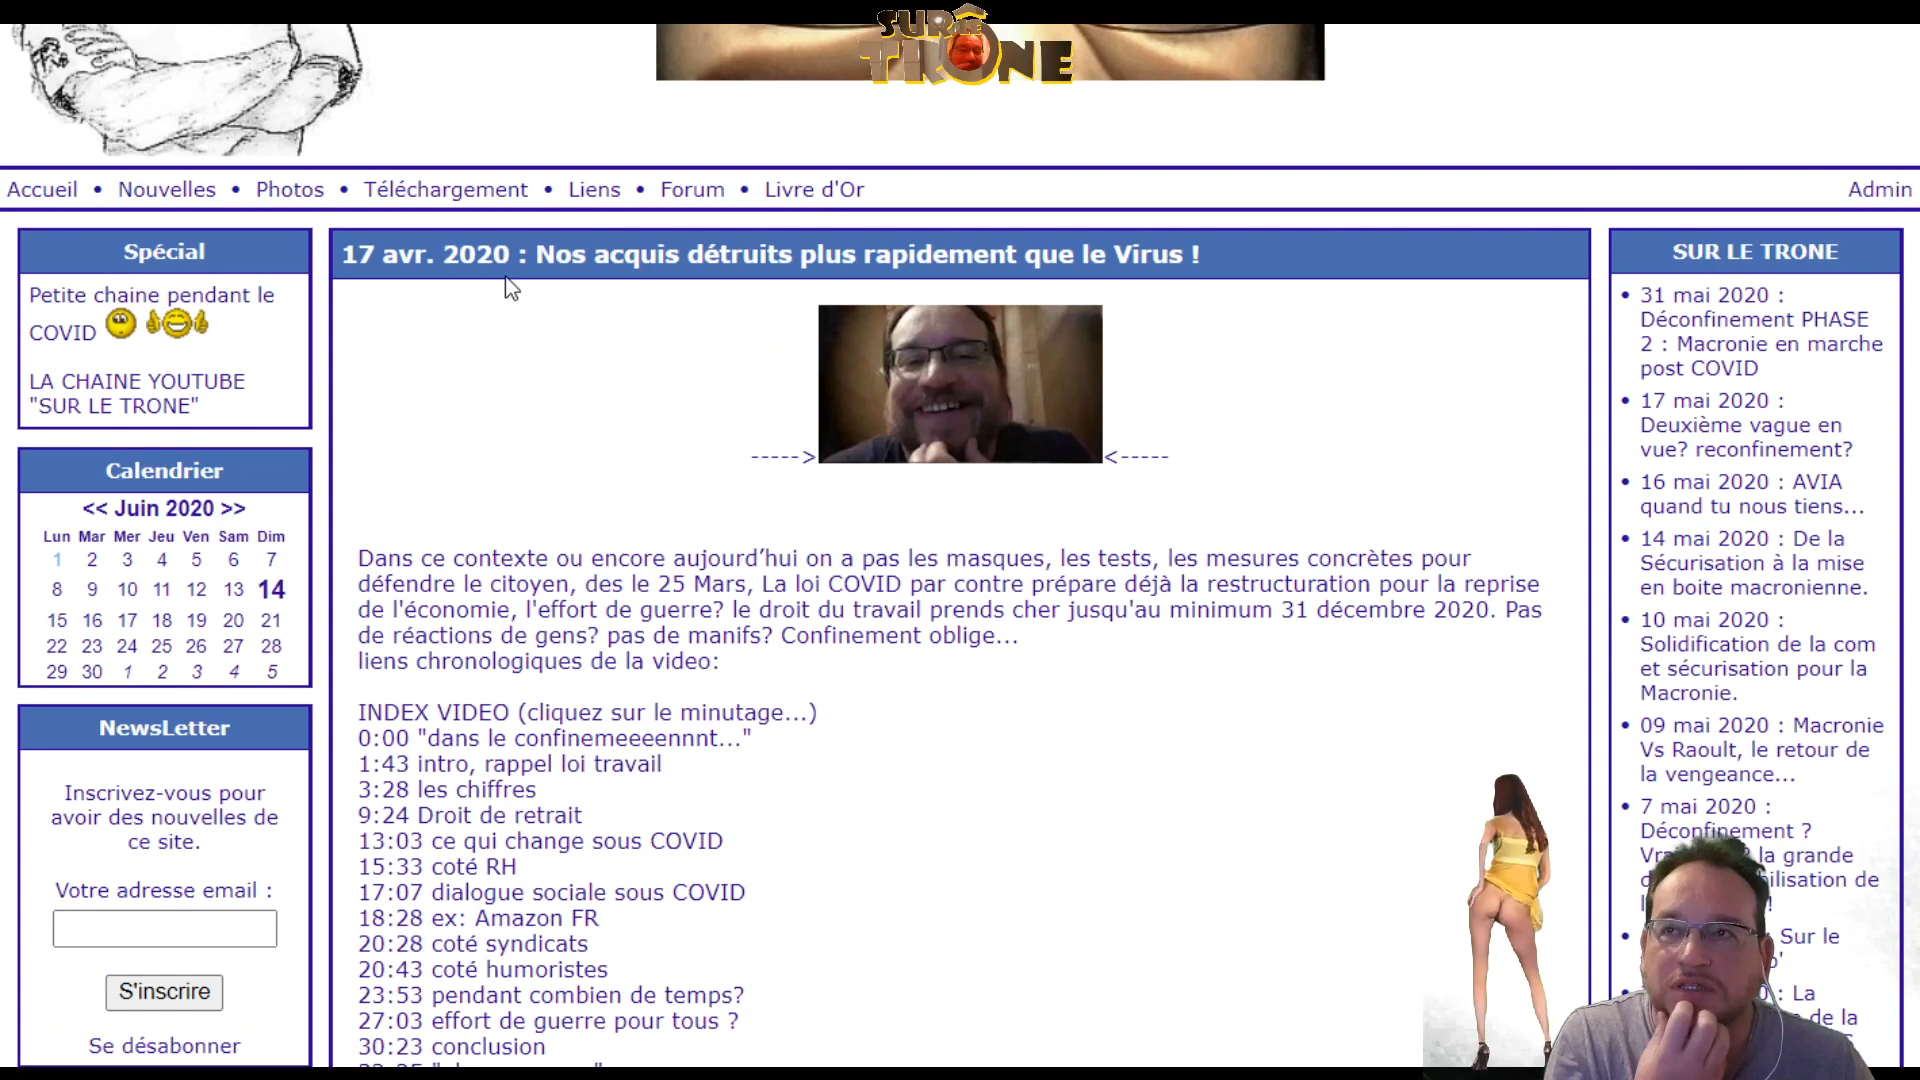 SUR LE
TRONE
Accueil • Nouvelles • Photos • Téléchargement • Liens • Forum • Livre d'Or
Admin
Spécial
Petite chaine pendant le
COVID
LA CHAINE YOUTUBE
"SUR LE TRONE"
Calendrier
<< Juin 2020 >>
Lun Mar Mer Jeu Ven Sam Dim
1 2 3 4 5 6 7
8 9 10 11 12 13 14
15 16 17 18 19 20 21
22 23 24 25 26 27 28
29 30 1 2 3 4 5
NewsLetter
Inscrivez-vous pour
avoir des nouvelles de
ce site.
Votre adresse email :
S'inscrire
Se désabonner
17 avr. 2020 : Nos acquis détruits plus rapidement que le Virus !
-----> <-----
Dans ce contexte ou encore aujourd’hui on a pas les masques, les tests, les mesures concrètes pour
défendre le citoyen, des le 25 Mars, La loi COVID par contre prépare déjà la restructuration pour la reprise
de l'économie, l'effort de guerre? le droit du travail prends cher jusqu'au minimum 31 décembre 2020. Pas
de réactions de gens? pas de manifs? Confinement oblige...
liens chronologiques de la video:
INDEX VIDEO (cliquez sur le minutage...)
0:00 "dans le confinemeeeennnt..."
1:43 intro, rappel loi travail
3:28 les chiffres
9:24 Droit de retrait
13:03 ce qui change sous COVID
15:33 coté RH
17:07 dialogue sociale sous COVID
18:28 ex: Amazon FR
20:28 coté syndicats
20:43 coté humoristes
23:53 pendant combien de temps?
27:03 effort de guerre pour tous ?
30:23 conclusion
SUR LE TRONE
• 31 mai 2020 :
Déconfinement PHASE
2 : Macronie en marche
post COVID
• 17 mai 2020 :
Deuxième vague en
vue? reconfinement?
• 16 mai 2020 : AVIA
quand tu nous tiens...
• 14 mai 2020 : De la
Sécurisation à la mise
en boite macronienne.
• 10 mai 2020 :
Solidification de la com
et sécurisation pour la
Macronie.
• 09 mai 2020 : Macronie
Vs Raoult, le retour de
la vengeance...
• 7 mai 2020 :
Déconfinement ?
la grande
de
!
• Sur le
• : La
de la